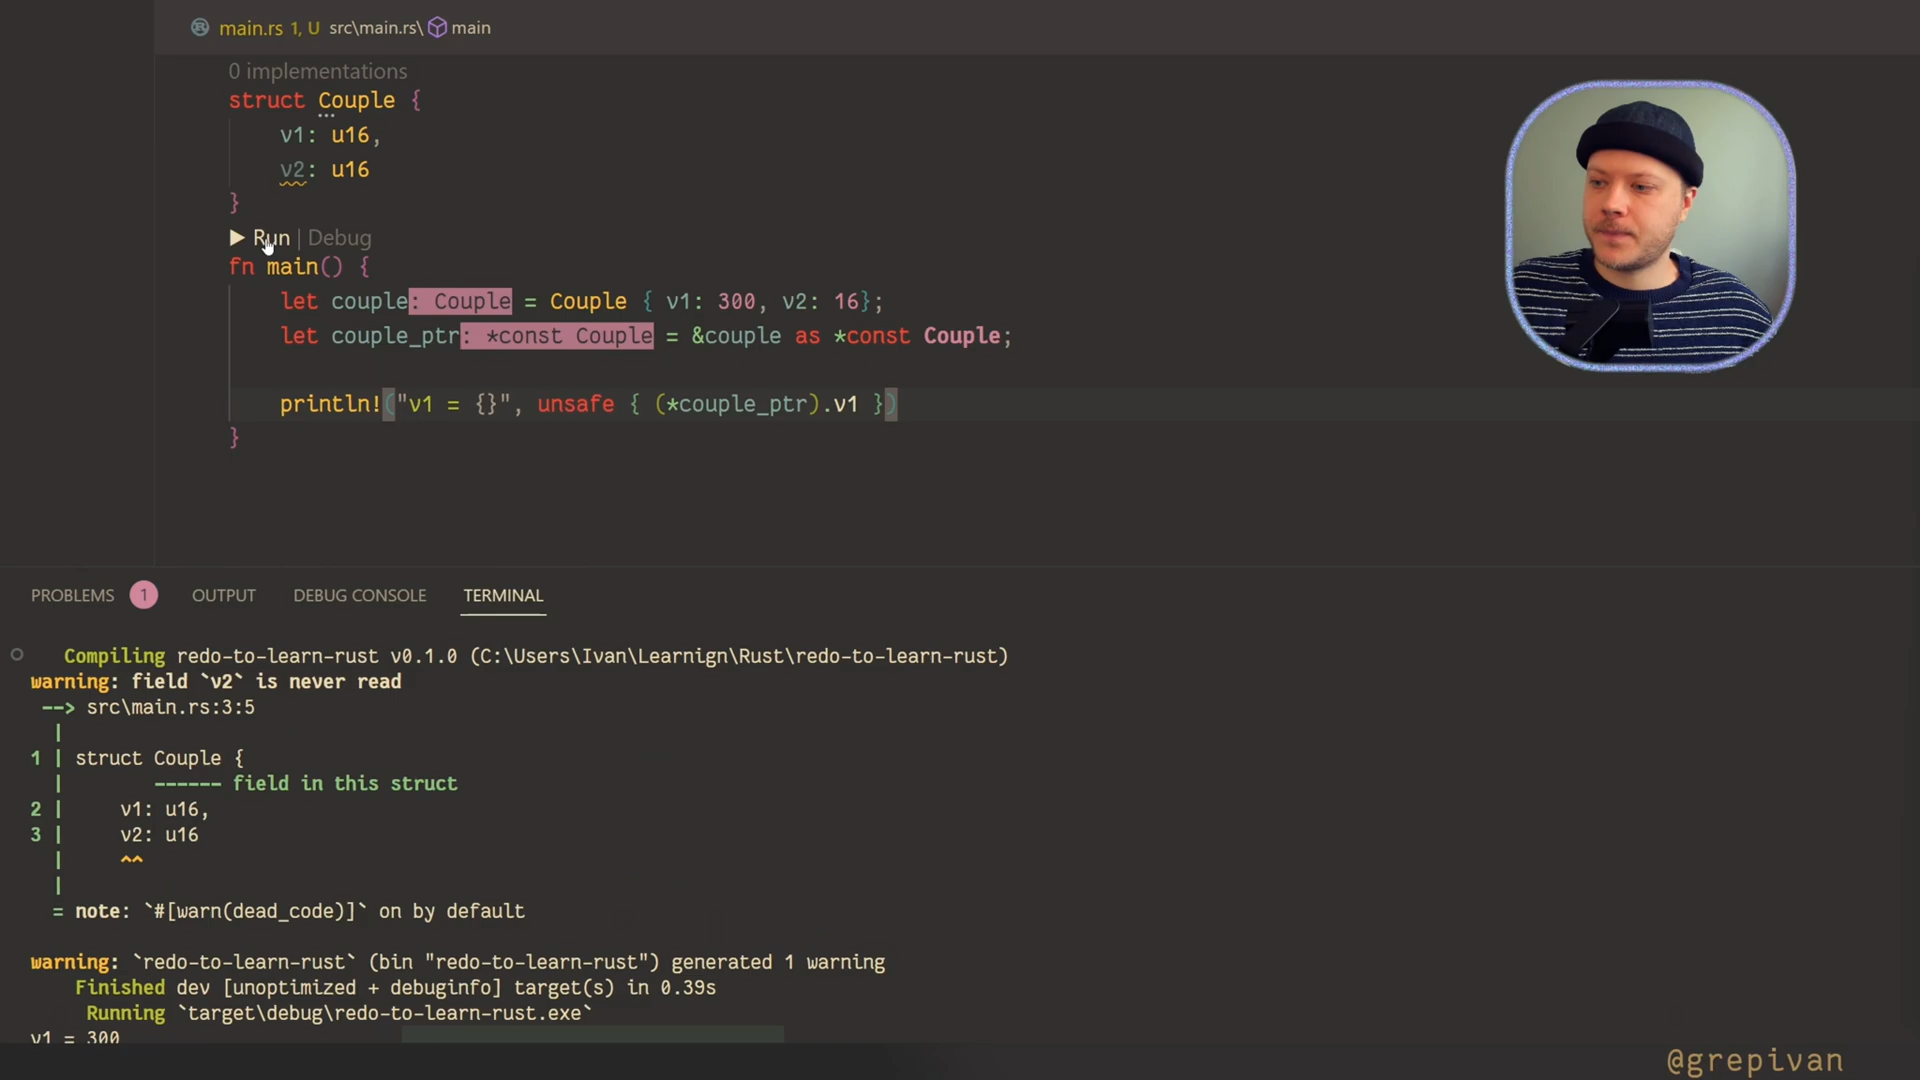 main.rs 1, U src\main.rs\ main
0 implementations
struct Couple {
v1: u16,
v2: u16
}
Run | Debug
fn main() {
let couple: Couple = Couple { v1: 300, v2: 16};
let couple_ptr: *const Couple = &couple as *const Couple;
println!("v1 = {}", unsafe { (*couple_ptr).v1 })
}
PROBLEMS 1 OUTPUT DEBUG CONSOLE TERMINAL
Compiling redo-to-learn-rust v0.1.0 (C:\Users\Ivan\Learnign\Rust\redo-to-learn-rust)
warning: field `v2` is never read
--> src\main.rs:3:5
|
1 | struct Couple {
| ------ field in this struct
2 | v1: u16,
3 | v2: u16
| ^^
|
= note: `#[warn(dead_code)]` on by default
warning: `redo-to-learn-rust` (bin "redo-to-learn-rust") generated 1 warning
Finished dev [unoptimized + debuginfo] target(s) in 0.39s
Running `target\debug\redo-to-learn-rust.exe`
v1 = 300
@grepivan